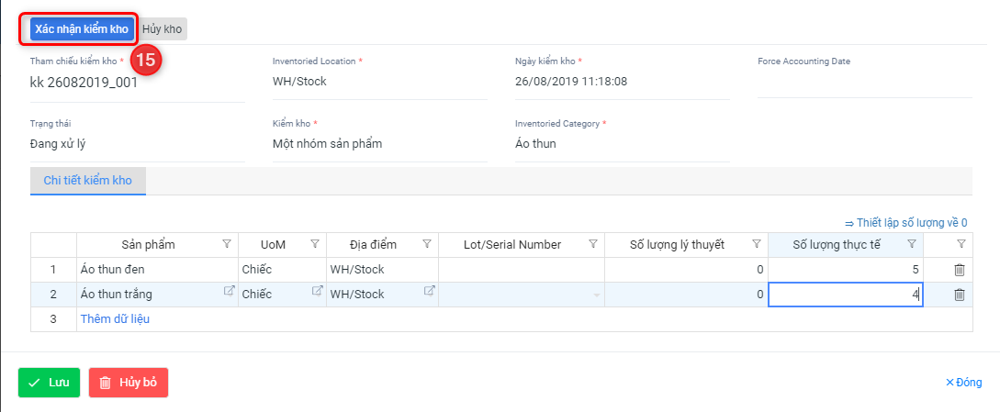 Xác nhận kiểm kho Hủy kho
15
Tham chiếu kiểm kho * Inventoried Location * Ngày kiểm kho * Force Accounting Date
kk 26082019_001 WH/Stock 26/08/2019 11:18:08
Trạng thái Kiểm kho * Inventoried Category *
Đang xử lý Một nhóm sản phẩm Áo thun
Chi tiết kiểm kho
⇒ Thiết lập số lượng về 0
Sản phẩm UoM Địa điểm Lot/Serial Number Số lượng lý thuyết Số lượng thực tế
1 Áo thun đen Chiếc WH/Stock 0 5
2 Áo thun trắng Chiếc WH/Stock 0 4
3 Thêm dữ liệu
Lưu Hủy bỏ × Đóng